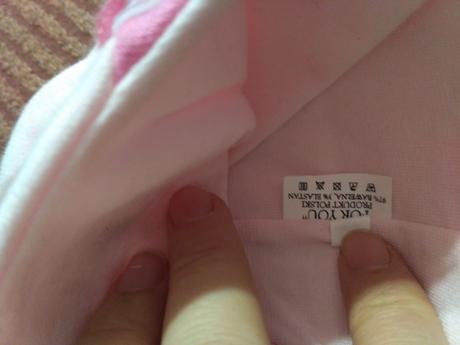 FOR YOU"
PRODUKT POLSKI
97% BAWEŁNA, 3% ELASTAN